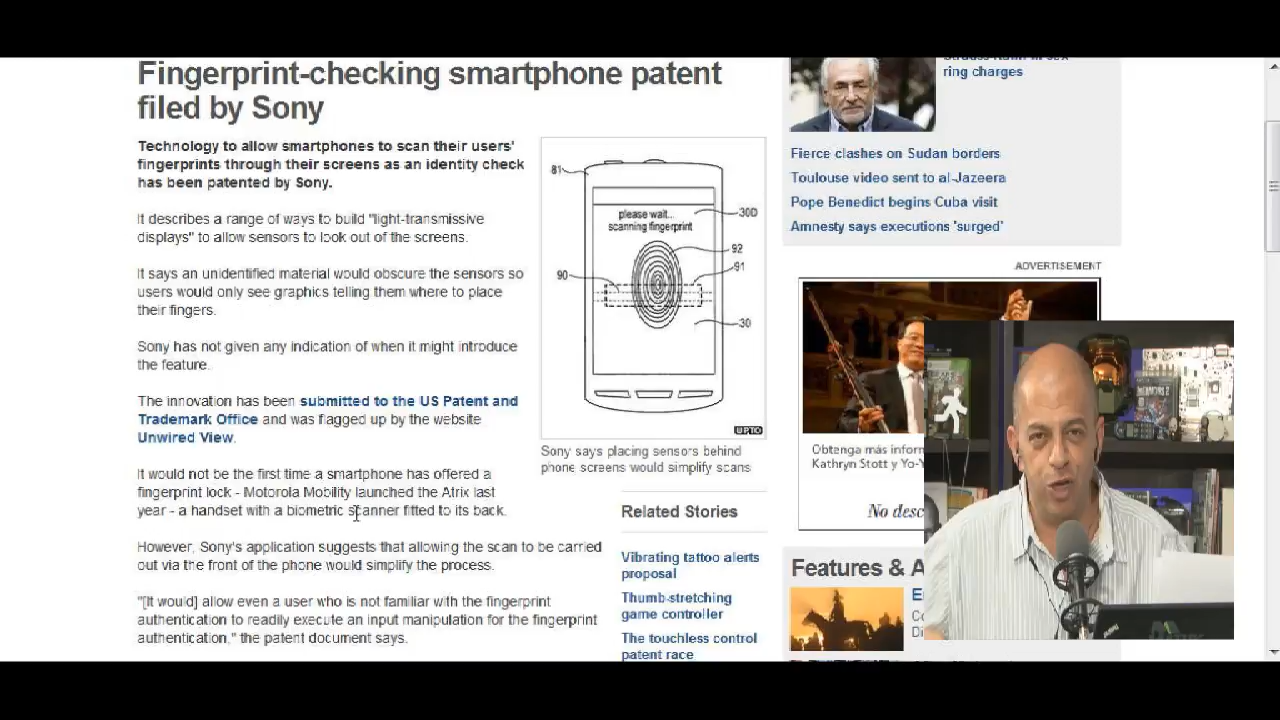 Fingerprint-checking smartphone patent
filed by Sony
Technology to allow smartphones to scan their users'
fingerprints through their screens as an identity check
has been patented by Sony.
It describes a range of ways to build "light-transmissive
displays" to allow sensors to look out of the screens.
It says an unidentified material would obscure the sensors so
users would only see graphics telling them where to place
their fingers.
Sony has not given any indication of when it might introduce
the feature.
The innovation has been submitted to the US Patent and
Trademark Office and was flagged up by the website
Unwired View.
It would not be the first time a smartphone has offered a
fingerprint lock - Motorola Mobility launched the Atrix last
year - a handset with a biometric scanner fitted to its back.
However, Sony's application suggests that allowing the scan to be carried
out via the front of the phone would simplify the process.
"[It would] allow even a user who is not familiar with the fingerprint
authentication to readily execute an input manipulation for the fingerprint
authentication," the patent document says.
81
please wait...
scanning fingerprint
30D
92
91
90
30
UPTO
Sony says placing sensors behind
phone screens would simplify scans
Related Stories
Vibrating tattoo alerts
proposal
Thumb-stretching
game controller
The touchless control
patent race
ring charges
Fierce clashes on Sudan borders
Toulouse video sent to al-Jazeera
Pope Benedict begins Cuba visit
Amnesty says executions 'surged'
ADVERTISEMENT
Obtenga más
Kathryn Stott y
No
Features &